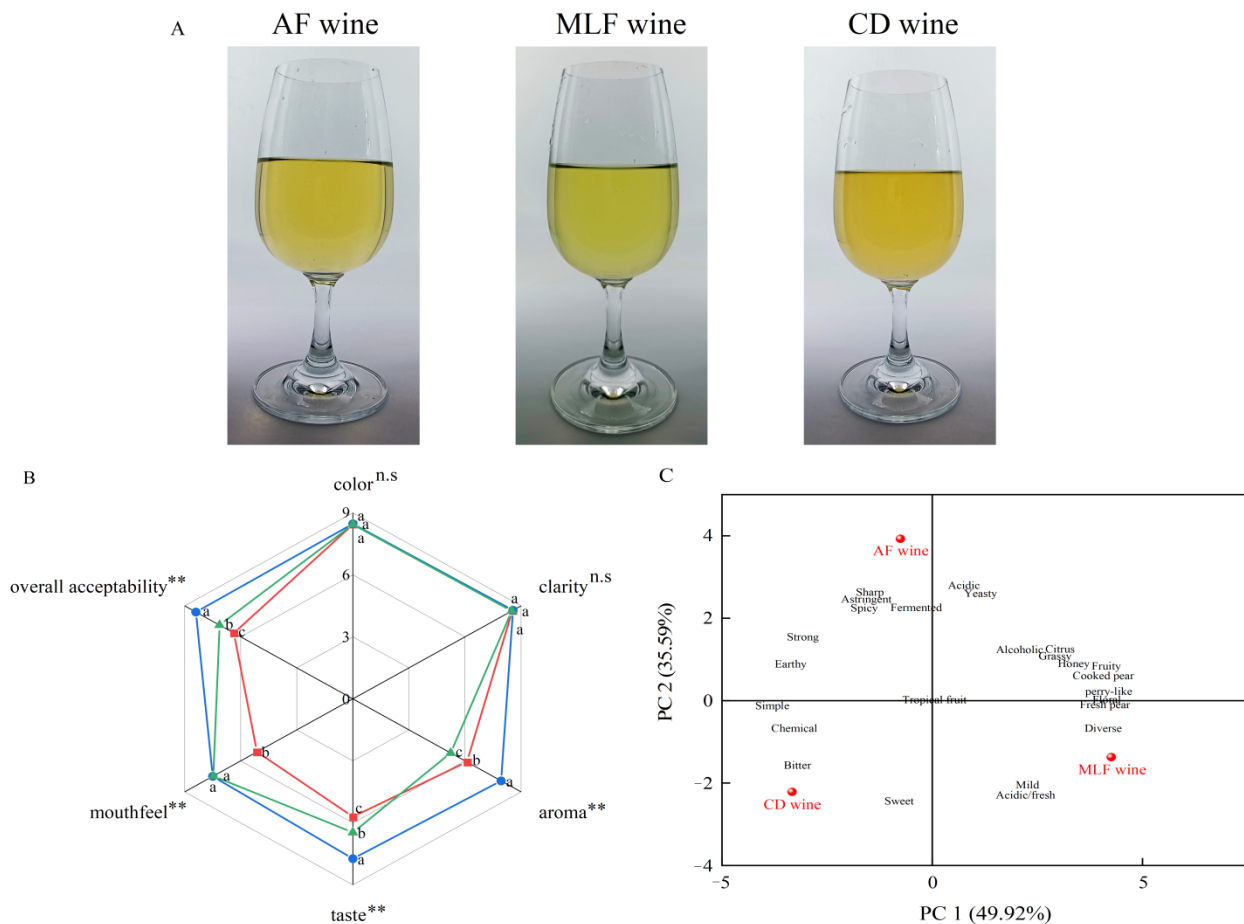 A
AF wine
MLF wine
CD wine
B
color n.s
9
a
a
a
overall acceptability**
a
b
c
6
clarity n.s
a
a
a
3
0
mouthfeel**
a
b
c
b
a
aroma**
c
b
a
taste**
C
PC 2 (35.59%)
4
2
0
−2
−4
AF wine
Acidic
Yeasty
Sharp
Astringent
Spicy
Fermented
Strong
Earthy
Alcoholic
Citrus
Grassy
Honey
Fruity
Cooked pear
perry-like
Tropical fruit
Floral
Fresh pear
Simple
Chemical
Diverse
Bitter
MLF wine
CD wine
Mild
Acidic/fresh
Sweet
−5
0
5
PC 1 (49.92%)